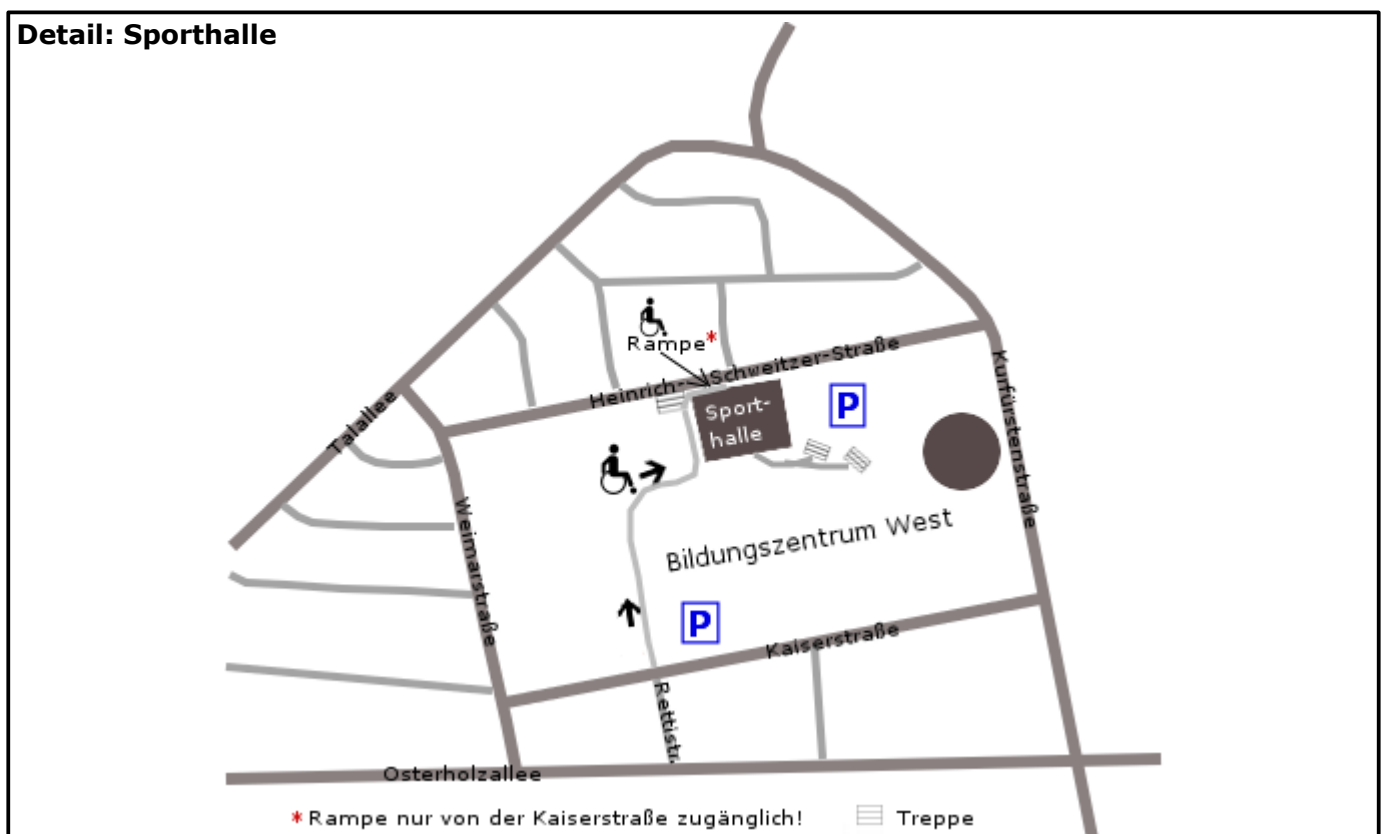 Detail: Sporthalle
Rampe*
Heinrich-Schweitzer-Straße
Sport-
halle
P
Talallee
Kurfürstenstraße
Weimarstraße
Bildungszentrum West
P
Kaiserstraße
Rettistr.
Osterholzallee
* Rampe nur von der Kaiserstraße zugänglich!
Treppe